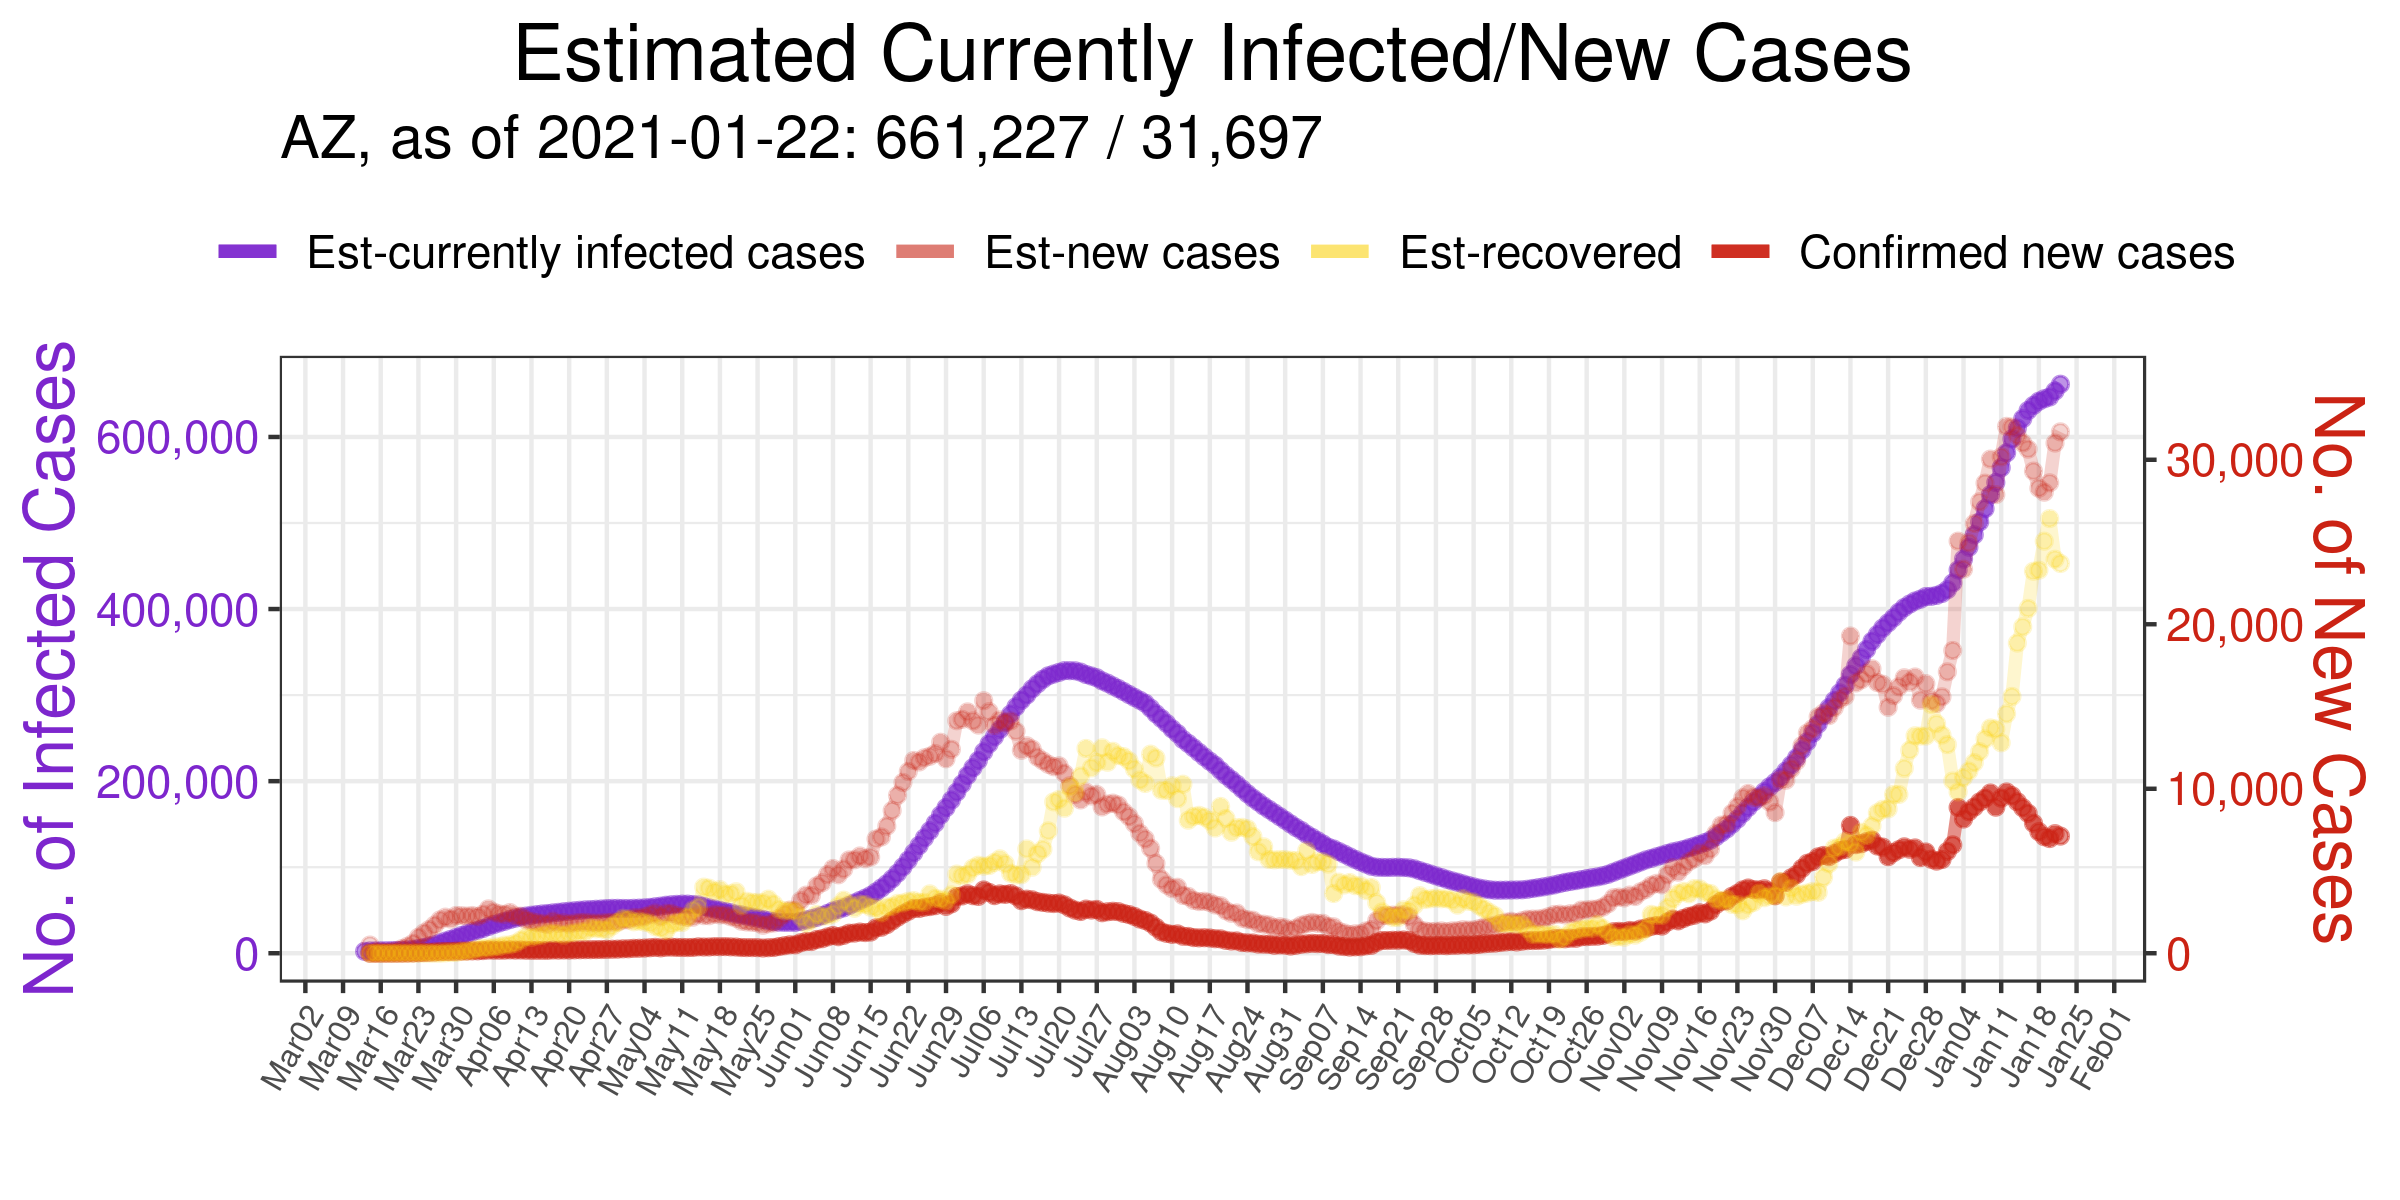 Estimated Currently Infected/New Cases
AZ, as of 2021-01-22: 661,227 / 31,697
Est-currently infected cases Est-new cases Est-recovered Confirmed new cases
No. of Infected Cases
600,000
400,000
200,000
0
30,000
20,000
10,000
0
No. of New Cases
Mar02 Mar09 Mar16 Mar23 Mar30 Apr06 Apr13 Apr20 Apr27 May04 May11 May18 May25 Jun01 Jun08 Jun15 Jun22 Jun29 Jul06 Jul13 Jul20 Jul27 Aug03 Aug10 Aug17 Aug24 Aug31 Sep07 Sep14 Sep21 Sep28 Oct05 Oct12 Oct19 Oct26 Nov02 Nov09 Nov16 Nov23 Nov30 Dec07 Dec14 Dec21 Dec28 Jan04 Jan11 Jan18 Jan25 Feb01